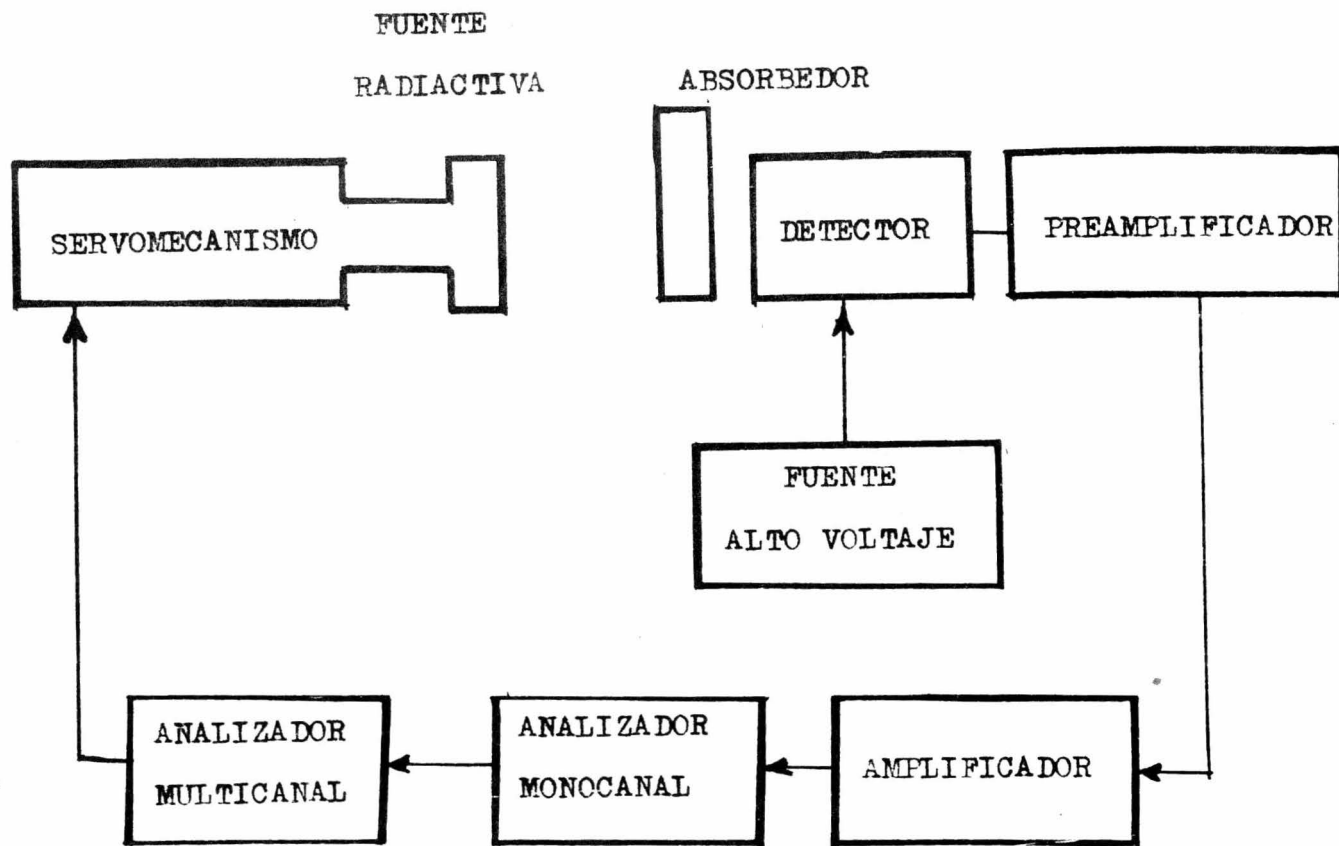 FUENTE
RADIACTIVA
ABSORBEDOR
SERVOMECANISMO
DETECTOR
PREAMPLIFICADOR
FUENTE
ALTO VOLTAJE
ANALIZADOR
MULTICANAL
ANALIZADOR
MONOCANAL
AMPLIFICADOR